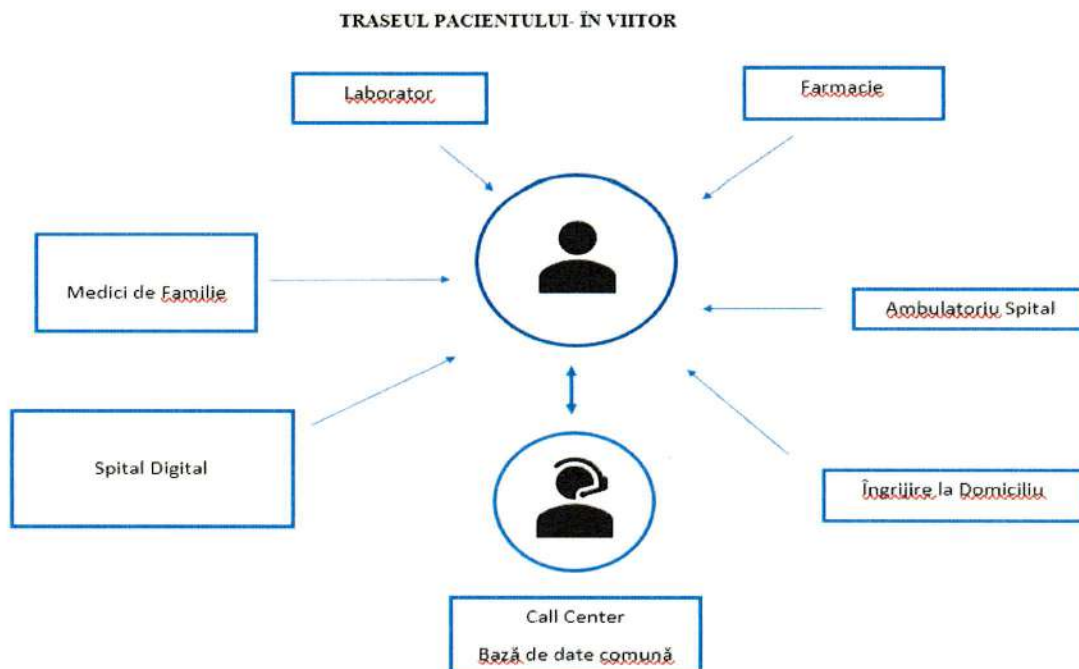 TRASEUL PACIENTULUI- ÎN VIITOR
Laborator
Farmacie
Medici de Familie
Ambulatoriu Spital
Spital Digital
Îngrijire la Domiciliu
Call Center
Bază de date comună